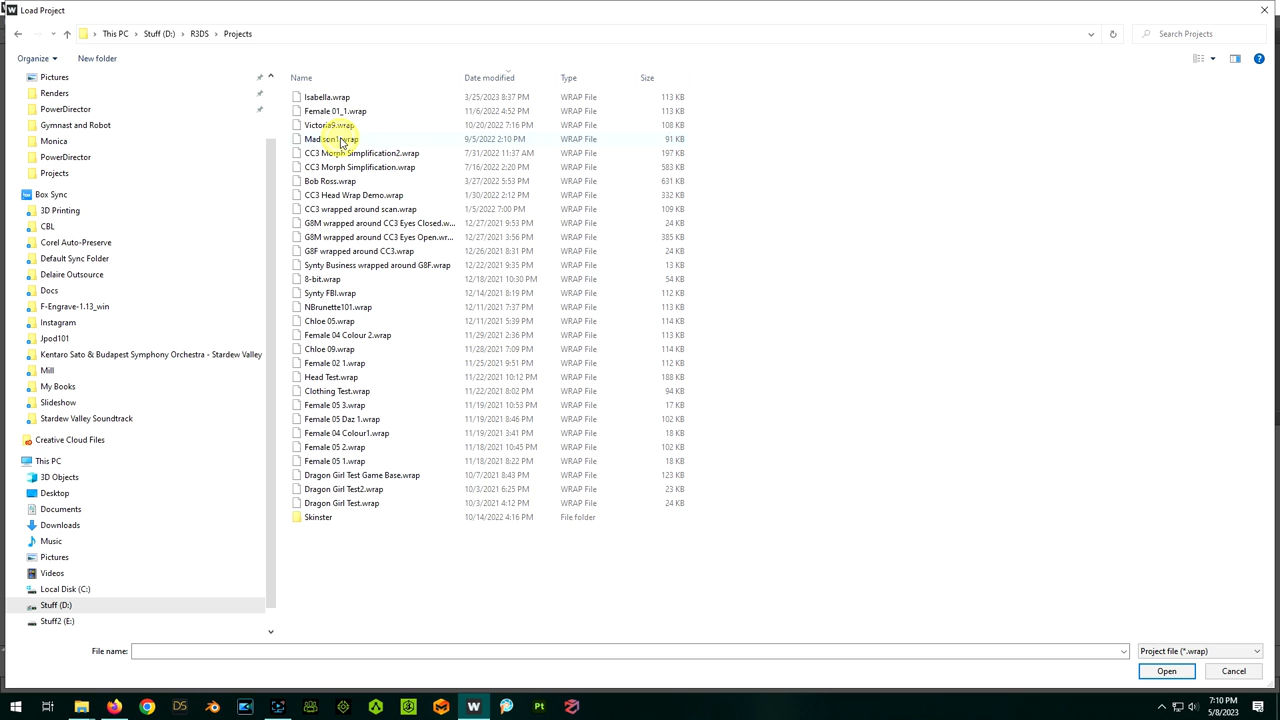 Load Project
This PC Stuff (D:) R3DS Projects
Search Projects
Organize New folder
Name Date modified Type Size
Pictures
Renders
PowerDirector
Gymnast and Robot
Monica
PowerDirector
Projects
Box Sync
3D Printing
CBL
Corel Auto-Preserve
Default Sync Folder
Delaire Outsource
Docs
F-Engrave-1.13_win
Instagram
Jpod101
Kentaro Sato & Budapest Symphony Orchestra - Stardew Valley
Mill
My Books
Slideshow
Stardew Valley Soundtrack
Creative Cloud Files
This PC
3D Objects
Desktop
Documents
Downloads
Music
Pictures
Videos
Local Disk (C:)
Stuff (D:)
Stuff2 (E:)
Isabella.wrap 3/25/2023 8:37 PM WRAP File 113 KB
Female 01_1.wrap 11/6/2022 4:52 PM WRAP File 113 KB
Victoria9.wrap 10/20/2022 7:16 PM WRAP File 108 KB
Madison1.wrap 9/5/2022 2:10 PM WRAP File 91 KB
CC3 Morph Simplification2.wrap 7/31/2022 11:37 AM WRAP File 197 KB
CC3 Morph Simplification.wrap 7/16/2022 2:20 PM WRAP File 583 KB
Bob Ross.wrap 3/27/2022 5:53 PM WRAP File 631 KB
CC3 Head Wrap Demo.wrap 1/30/2022 2:12 PM WRAP File 332 KB
CC3 wrapped around scan.wrap 1/5/2022 7:00 PM WRAP File 109 KB
G8M wrapped around CC3 Eyes Closed.w... 12/27/2021 9:53 PM WRAP File 24 KB
G8M wrapped around CC3 Eyes Open.wr... 12/27/2021 3:56 PM WRAP File 385 KB
G8F wrapped around CC3.wrap 12/26/2021 8:31 PM WRAP File 24 KB
Synty Business wrapped around G8F.wrap 12/22/2021 9:35 PM WRAP File 13 KB
8-bit.wrap 12/18/2021 10:30 PM WRAP File 54 KB
Synty FBI.wrap 12/14/2021 8:19 PM WRAP File 112 KB
NBrunette101.wrap 12/11/2021 7:37 PM WRAP File 113 KB
Chloe 05.wrap 12/11/2021 5:39 PM WRAP File 114 KB
Female 04 Colour 2.wrap 11/29/2021 2:36 PM WRAP File 113 KB
Chloe 09.wrap 11/28/2021 7:09 PM WRAP File 114 KB
Female 02 1.wrap 11/25/2021 9:51 PM WRAP File 112 KB
Head Test.wrap 11/22/2021 10:12 PM WRAP File 188 KB
Clothing Test.wrap 11/22/2021 8:02 PM WRAP File 94 KB
Female 05 3.wrap 11/19/2021 10:53 PM WRAP File 17 KB
Female 05 Daz 1.wrap 11/19/2021 8:46 PM WRAP File 102 KB
Female 04 Colour1.wrap 11/19/2021 3:41 PM WRAP File 18 KB
Female 05 2.wrap 11/18/2021 10:45 PM WRAP File 102 KB
Female 05 1.wrap 11/18/2021 8:22 PM WRAP File 18 KB
Dragon Girl Test Game Base.wrap 10/7/2021 8:43 PM WRAP File 123 KB
Dragon Girl Test2.wrap 10/3/2021 6:25 PM WRAP File 23 KB
Dragon Girl Test.wrap 10/3/2021 4:12 PM WRAP File 24 KB
Skinster 10/14/2022 4:16 PM File folder
File name: Project file (*.wrap)
Open Cancel
DS W Pt Z
7:10 PM
5/8/2023